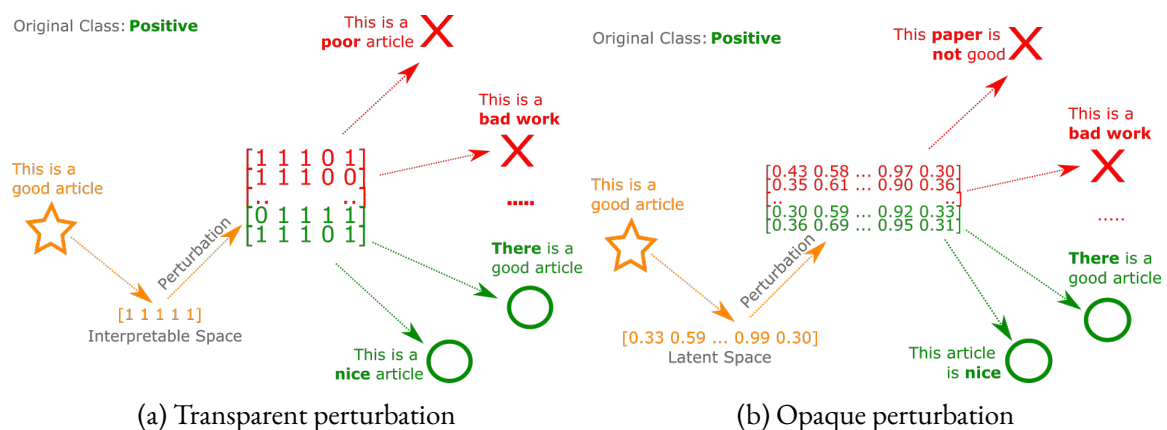 Original Class: Positive
This is a
poor article
This is a
bad work
This is a
good article
[1 1 1 0 1]
[1 1 1 0 0]
[.. ..]
[0 1 1 1 1]
[1 1 1 0 1]
.....
Perturbation
There is a
good article
[1 1 1 1 1]
Interpretable Space
This is a
nice article
(a) Transparent perturbation
Original Class: Positive
This paper is
not good
This is a
bad work
This is a
good article
[0.43 0.58 ... 0.97 0.30]
[0.35 0.61 ... 0.90 0.36]
[.. ..]
[0.30 0.59 ... 0.92 0.33]
[0.36 0.69 ... 0.95 0.31]
.....
Perturbation
There is a
good article
[0.33 0.59 ... 0.99 0.30]
Latent Space
This article
is nice
(b) Opaque perturbation